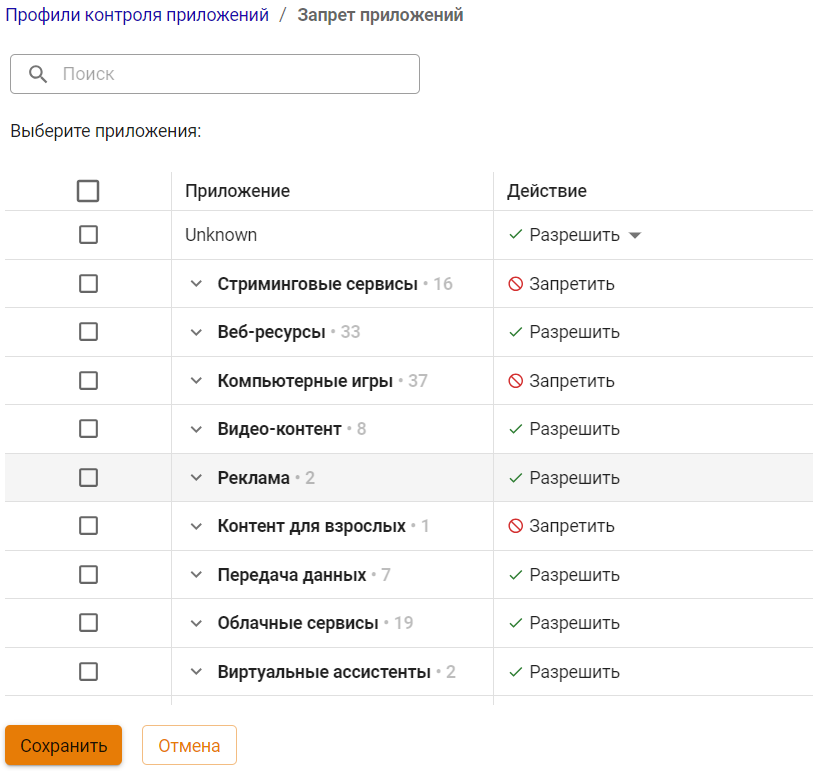 Профили контроля приложений / Запрет приложений
Поиск
Выберите приложения:
Приложение Действие
Unknown Разрешить
Стриминговые сервисы • 16 Запретить
Веб-ресурсы • 33 Разрешить
Компьютерные игры • 37 Запретить
Видео-контент • 8 Разрешить
Реклама • 2 Разрешить
Контент для взрослых • 1 Запретить
Передача данных • 7 Разрешить
Облачные сервисы • 19 Разрешить
Виртуальные ассистенты • 2 Разрешить
Сохранить Отмена